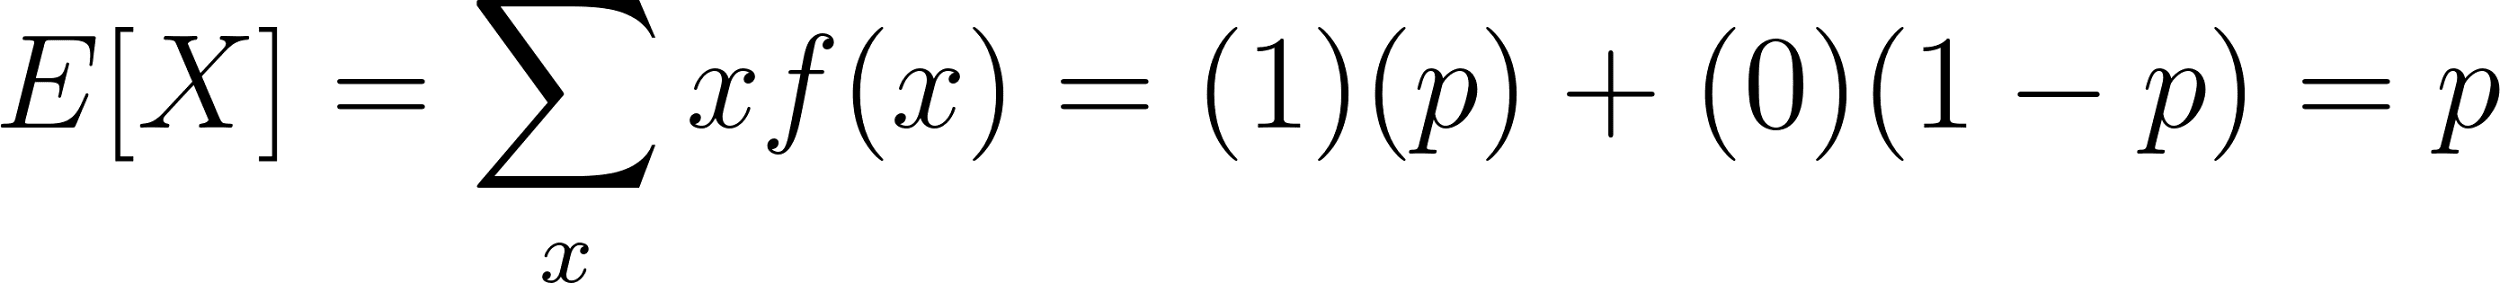 E[X] = ∑ₓ x f(x) = (1)(p) + (0)(1 − p) = p